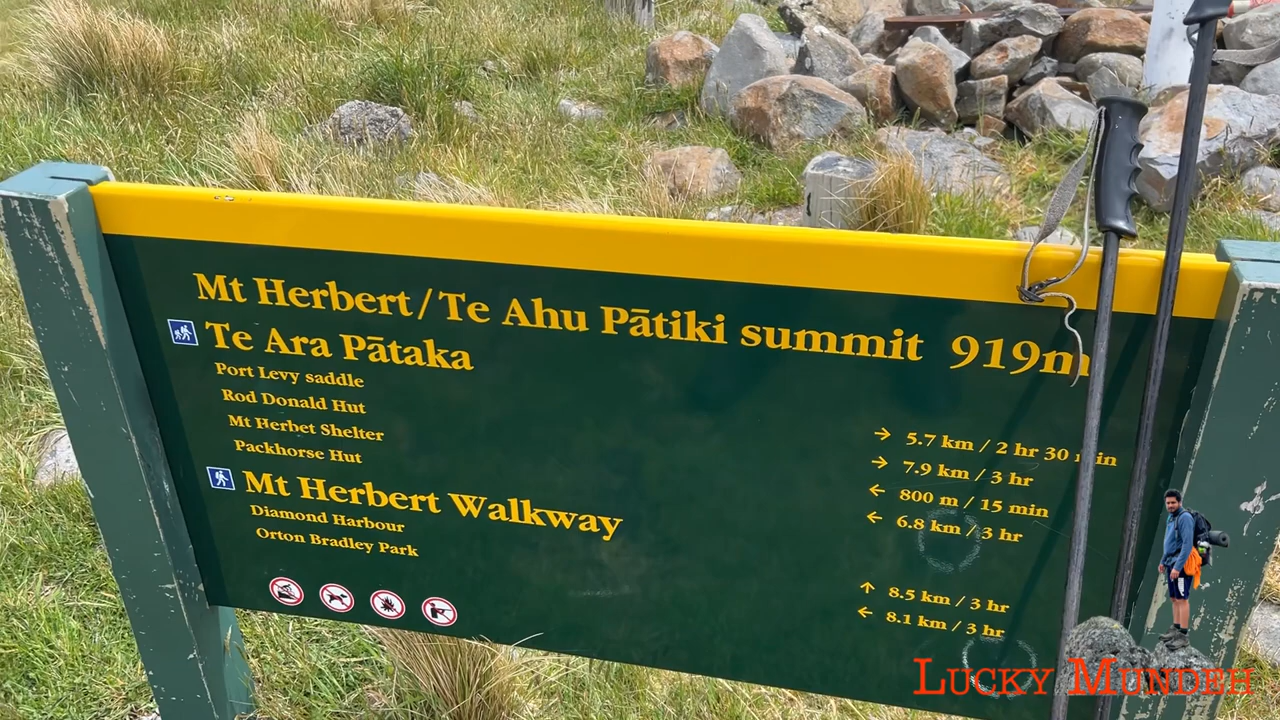 Mt Herbert/Te Ahu Pātiki summit 919m
Te Ara Pātaka
Port Levy saddle → 5.7 km / 2 hr 30 min
Rod Donald Hut → 7.9 km / 3 hr
Mt Herbet Shelter ← 800 m / 15 min
Packhorse Hut ← 6.8 km / 3 hr
Mt Herbert Walkway
Diamond Harbour ↑ 8.5 km / 3 hr
Orton Bradley Park ← 8.1 km / 3 hr
Lucky Mundeh